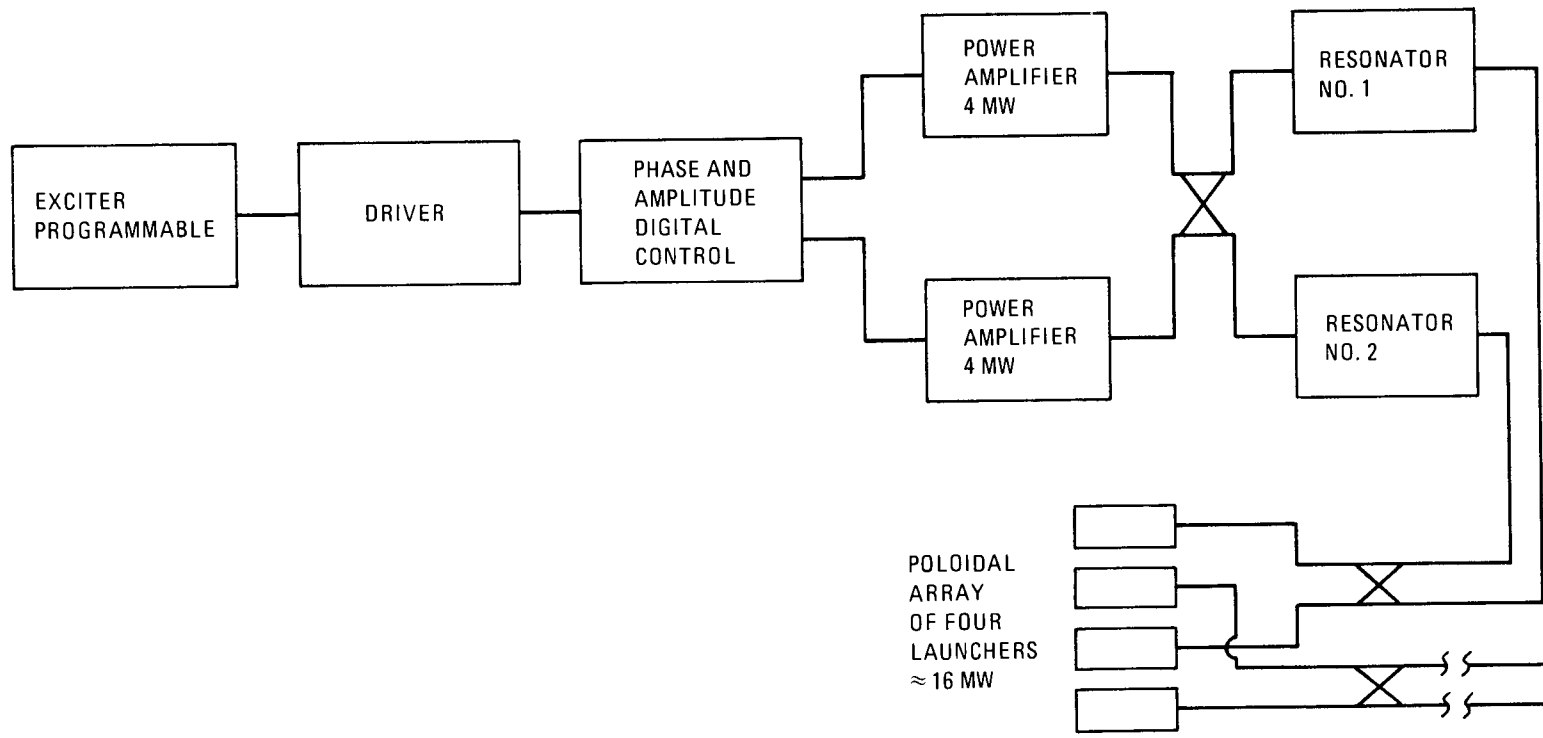 EXCITER
PROGRAMMABLE
DRIVER
PHASE AND
AMPLITUDE
DIGITAL
CONTROL
POWER
AMPLIFIER
4 MW
POWER
AMPLIFIER
4 MW
RESONATOR
NO. 1
RESONATOR
NO. 2
POLOIDAL
ARRAY
OF FOUR
LAUNCHERS
≈ 16 MW